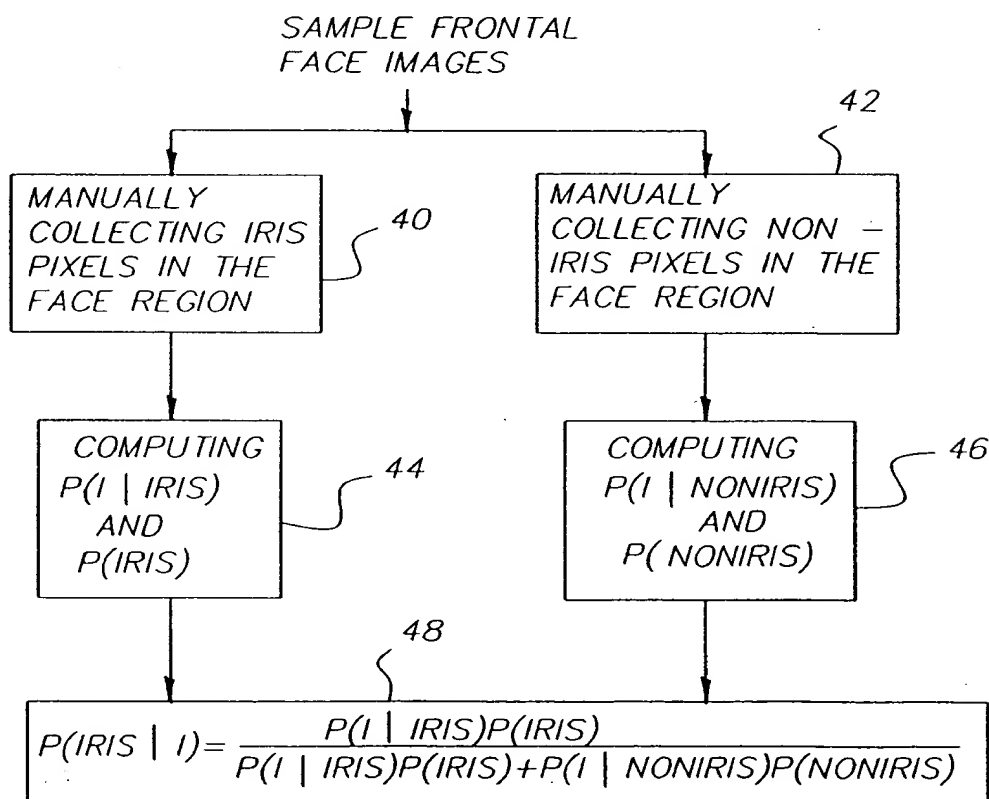 SAMPLE FRONTAL
FACE IMAGES
42
MANUALLY
COLLECTING IRIS
PIXELS IN THE
FACE REGION
40
MANUALLY
COLLECTING NON –
IRIS PIXELS IN THE
FACE REGION
COMPUTING
P(I | IRIS)
AND
P(IRIS)
44
COMPUTING
P(I | NONIRIS)
AND
P( NONIRIS)
46
48
P(IRIS | I)=
P(I | IRIS)P(IRIS)
P(I | IRIS)P(IRIS)+P(I | NONIRIS)P(NONIRIS)